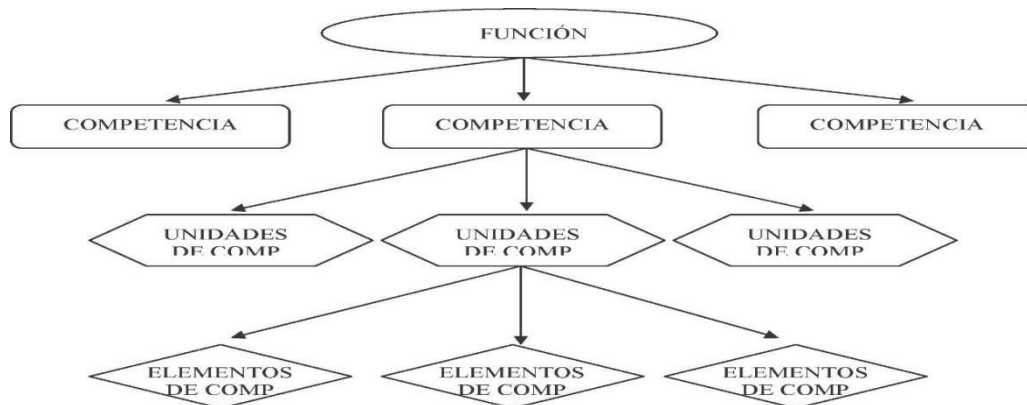 FUNCIÓN
COMPETENCIA
COMPETENCIA
COMPETENCIA
UNIDADES
DE COMP
UNIDADES
DE COMP
UNIDADES
DE COMP
ELEMENTOS
DE COMP
ELEMENTOS
DE COMP
ELEMENTOS
DE COMP